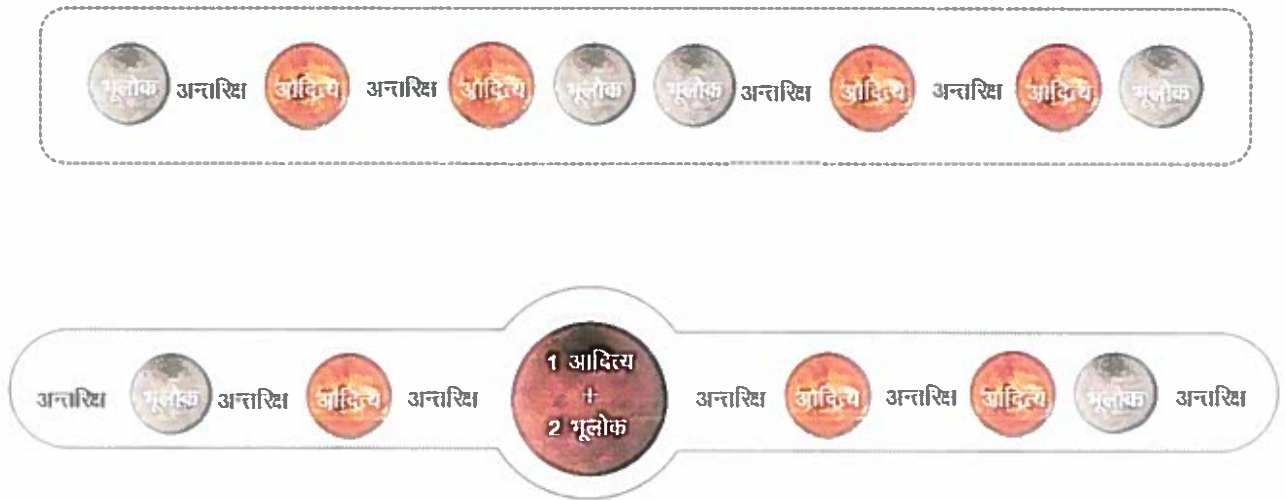 भूलोक अन्तरिक्ष आदित्य अन्तरिक्ष आदित्य भूलोक भूलोक अन्तरिक्ष आदित्य अन्तरिक्ष आदित्य भूलोक
अन्तरिक्ष भूलोक अन्तरिक्ष आदित्य अन्तरिक्ष
1 आदित्य
+
2 भूलोक
अन्तरिक्ष आदित्य अन्तरिक्ष आदित्य भूलोक अन्तरिक्ष